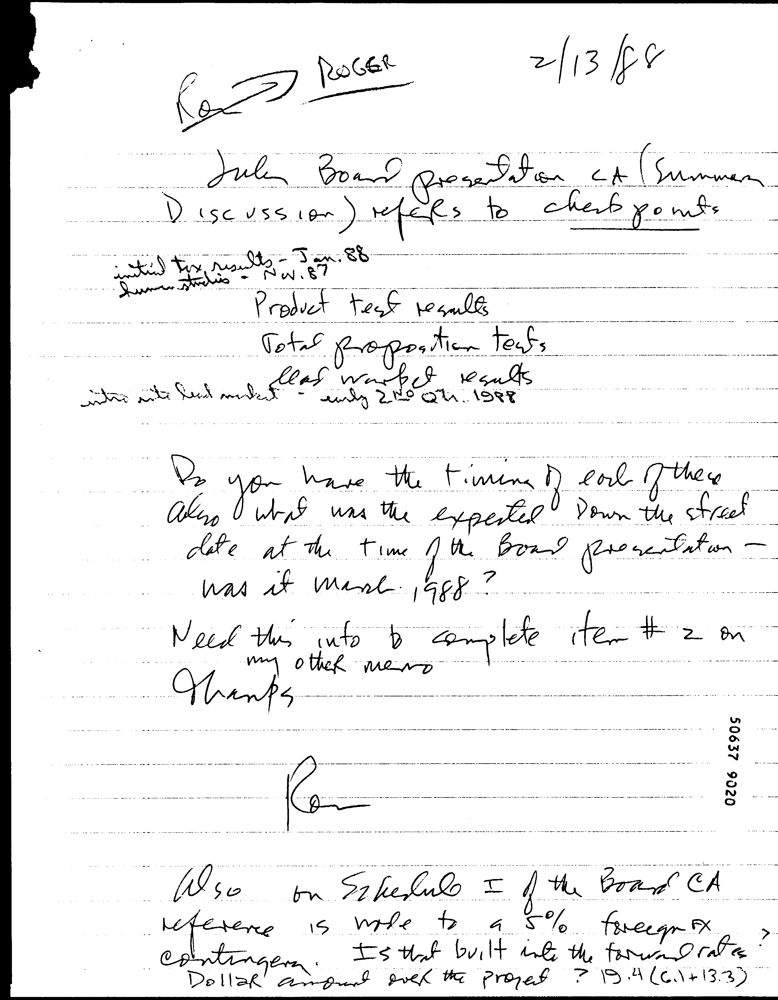 Ron → ROGER
2/13/88
July Board presentation CA (Summary
Discussion) refers to checkpoints
initial tox results - Jan. 88
human studies - Nov. 87
Product test results
Total proposition tests
lead market results
intro into lead market - early 2ND Qtr. 1988
Do you have the timing of each of these
also what was the expected Down the street
date at the time of the Board presentation -
was it March 1988?
Need this info to complete item # 2 on
my other memo
Thanks
Ron
50637 9020
Also on Schedule I of the Board CA
reference is made to a 5% foreign FX
contingency. Is that built into the forward rates?
Dollar amount over the project ? 19.4 (6.1+13.3)